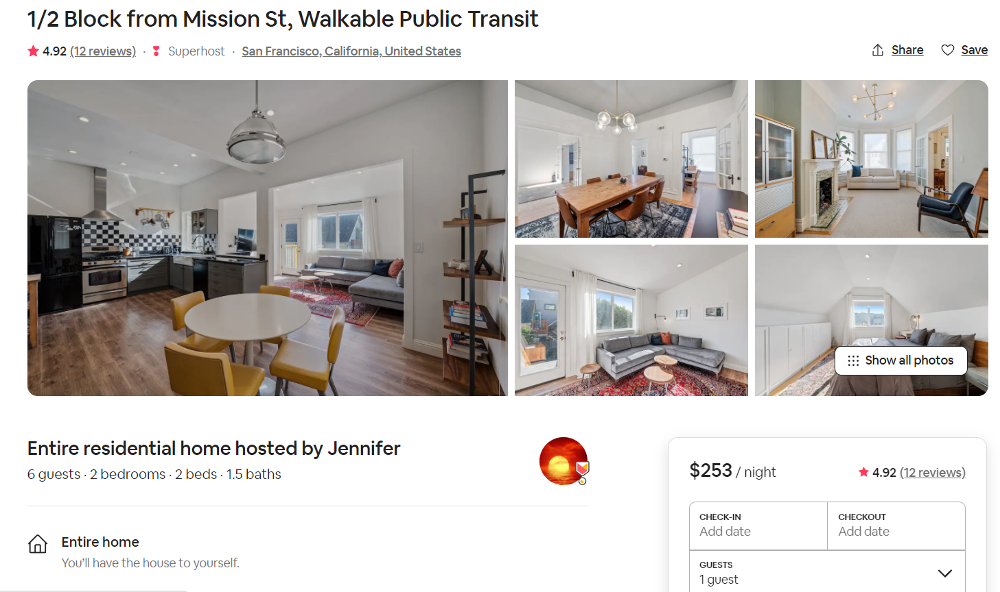 1/2 Block from Mission St, Walkable Public Transit
4.92 (12 reviews) · Superhost · San Francisco, California, United States
Share Save
Show all photos
Entire residential home hosted by Jennifer
6 guests · 2 bedrooms · 2 beds · 1.5 baths
$253 / night 4.92 (12 reviews)
CHECK-IN CHECKOUT
Add date Add date
Entire home
You’ll have the house to yourself.
GUESTS
1 guest